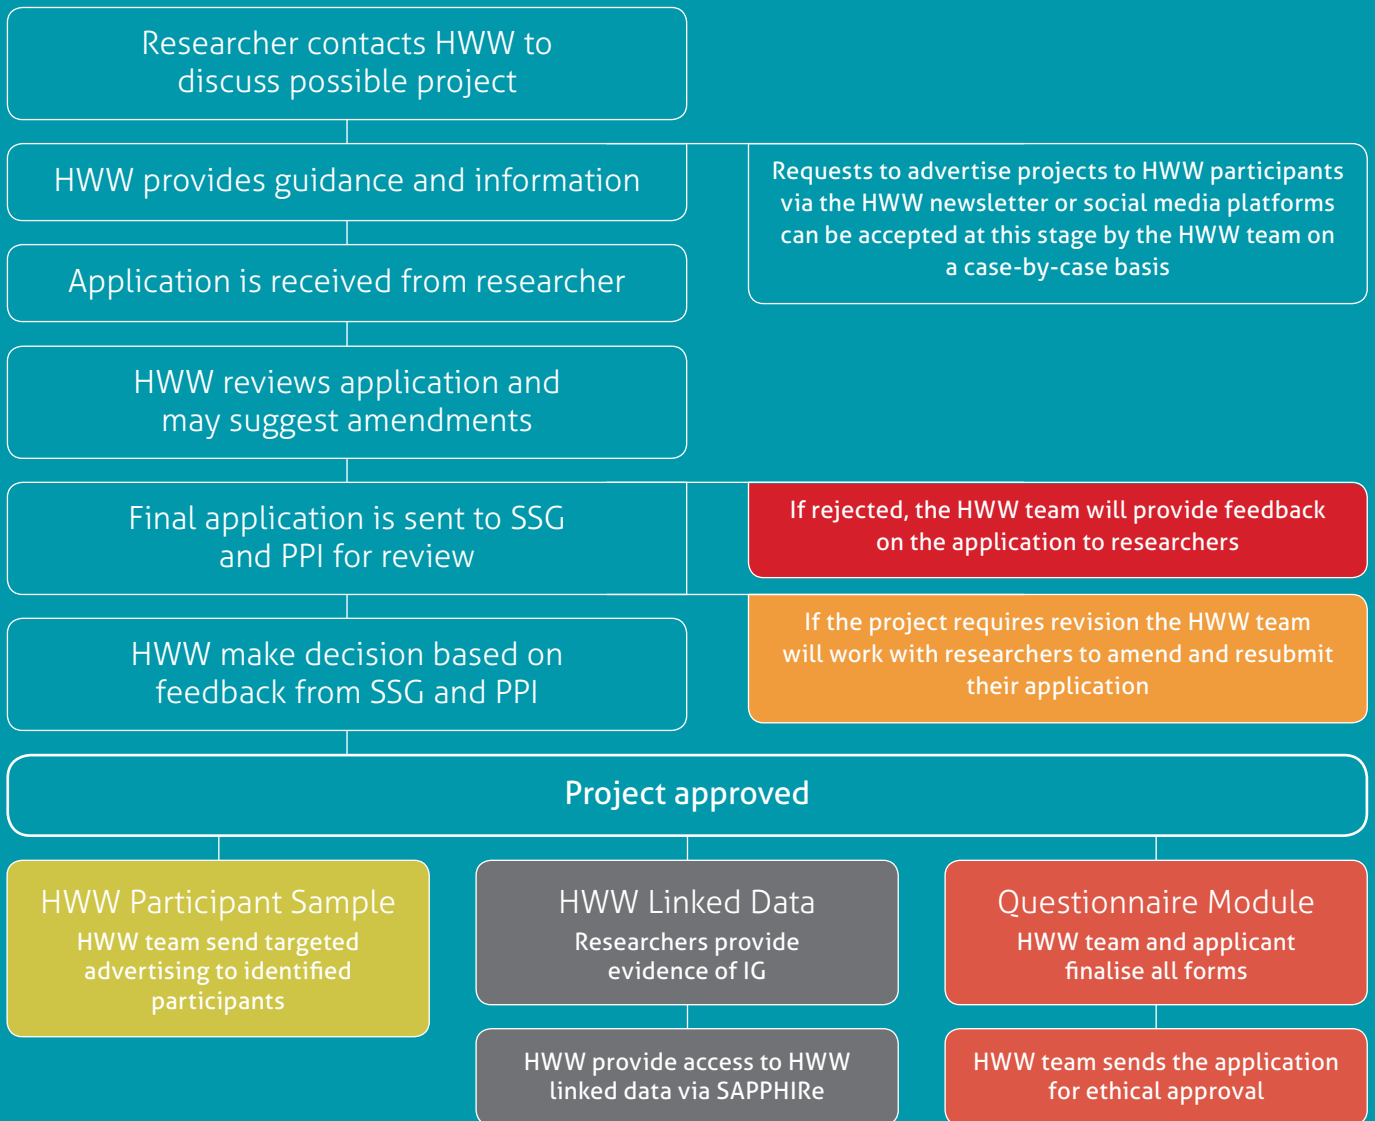 Researcher contacts HWW to
discuss possible project
HWW provides guidance and information
Requests to advertise projects to HWW participants
via the HWW newsletter or social media platforms
can be accepted at this stage by the HWW team on
a case-by-case basis
Application is received from researcher
HWW reviews application and
may suggest amendments
Final application is sent to SSG
and PPI for review
If rejected, the HWW team will provide feedback
on the application to researchers
If the project requires revision the HWW team
will work with researchers to amend and resubmit
their application
HWW make decision based on
feedback from SSG and PPI
Project approved
HWW Participant Sample
HWW team send targeted
advertising to identified
participants
HWW Linked Data
Researchers provide
evidence of IG
HWW provide access to HWW
linked data via SAPPHIRe
Questionnaire Module
HWW team and applicant
finalise all forms
HWW team sends the application
for ethical approval